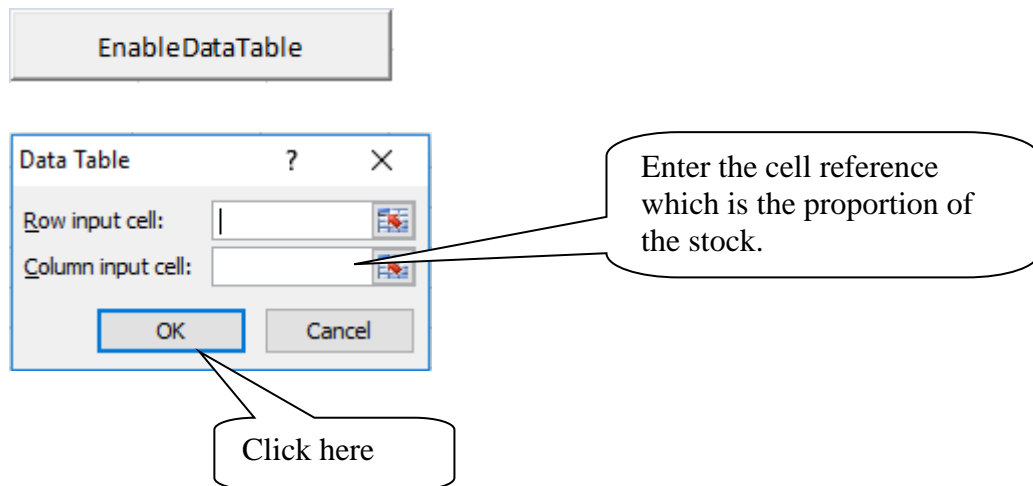 EnableDataTable
Data Table ? ×
Row input cell:
Column input cell:
OK Cancel
Enter the cell reference
which is the proportion of
the stock.
Click here